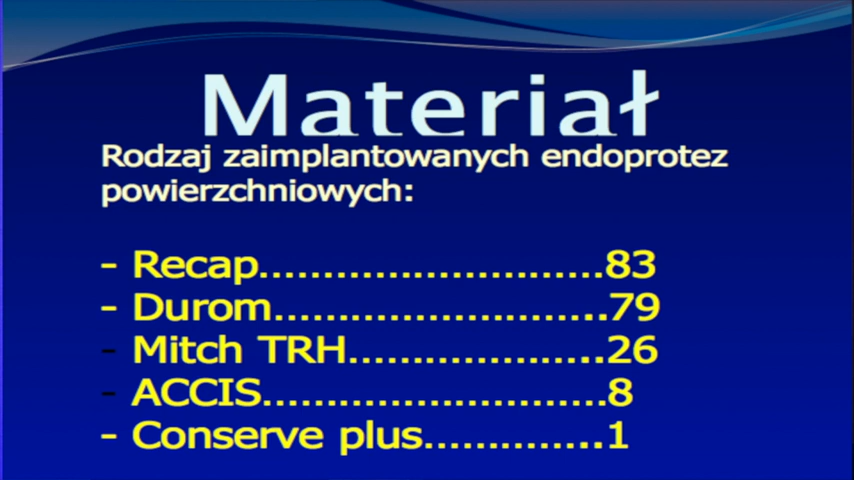 Materiał
Rodzaj zaimplantowanych endoprotez
powierzchniowych:
- Recap...........................83
- Durom..........................79
- Mitch TRH....................26
- ACCIS...........................8
- Conserve plus..............1